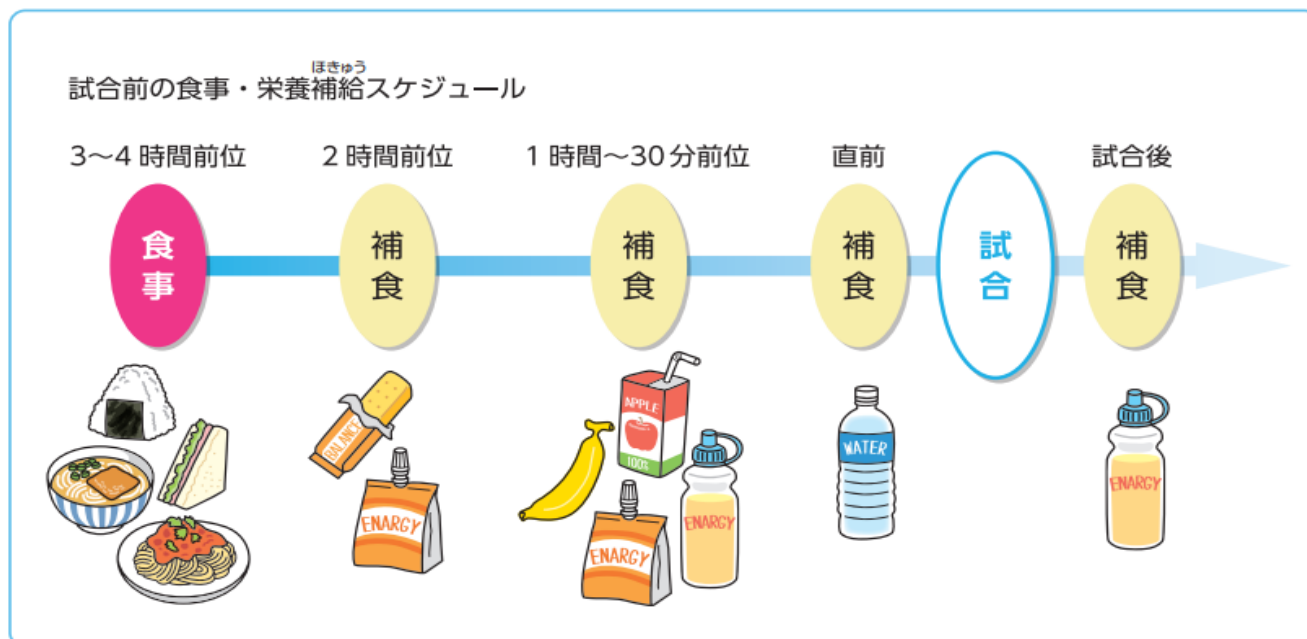 ほきゅう
試合前の食事・栄養補給スケジュール
3〜4時間前位
2時間前位
1時間〜30分前位
直前
試合後
食事
補食
補食
補食
試合
補食
BALANCE
ENARGY
APPLE
100%
ENARGY
ENARGY
WATER
ENARGY